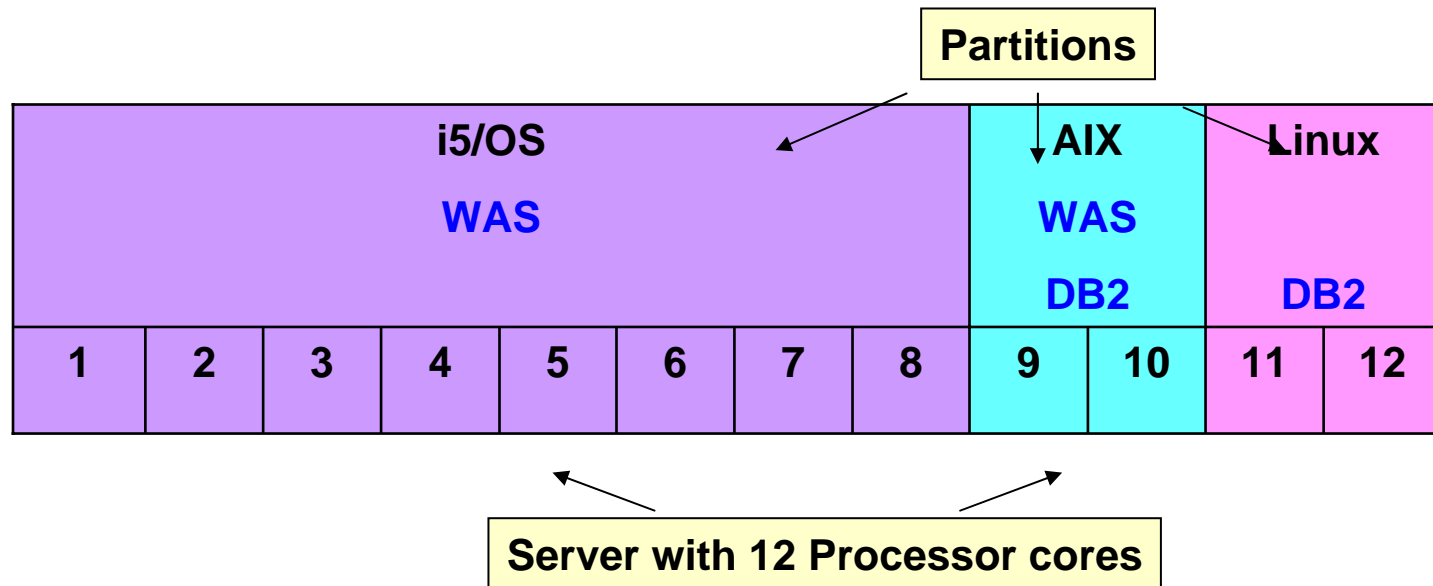 Partitions
i5/OS
WAS
AIX
WAS
DB2
Linux
DB2
1 2 3 4 5 6 7 8 9 10 11 12
Server with 12 Processor cores